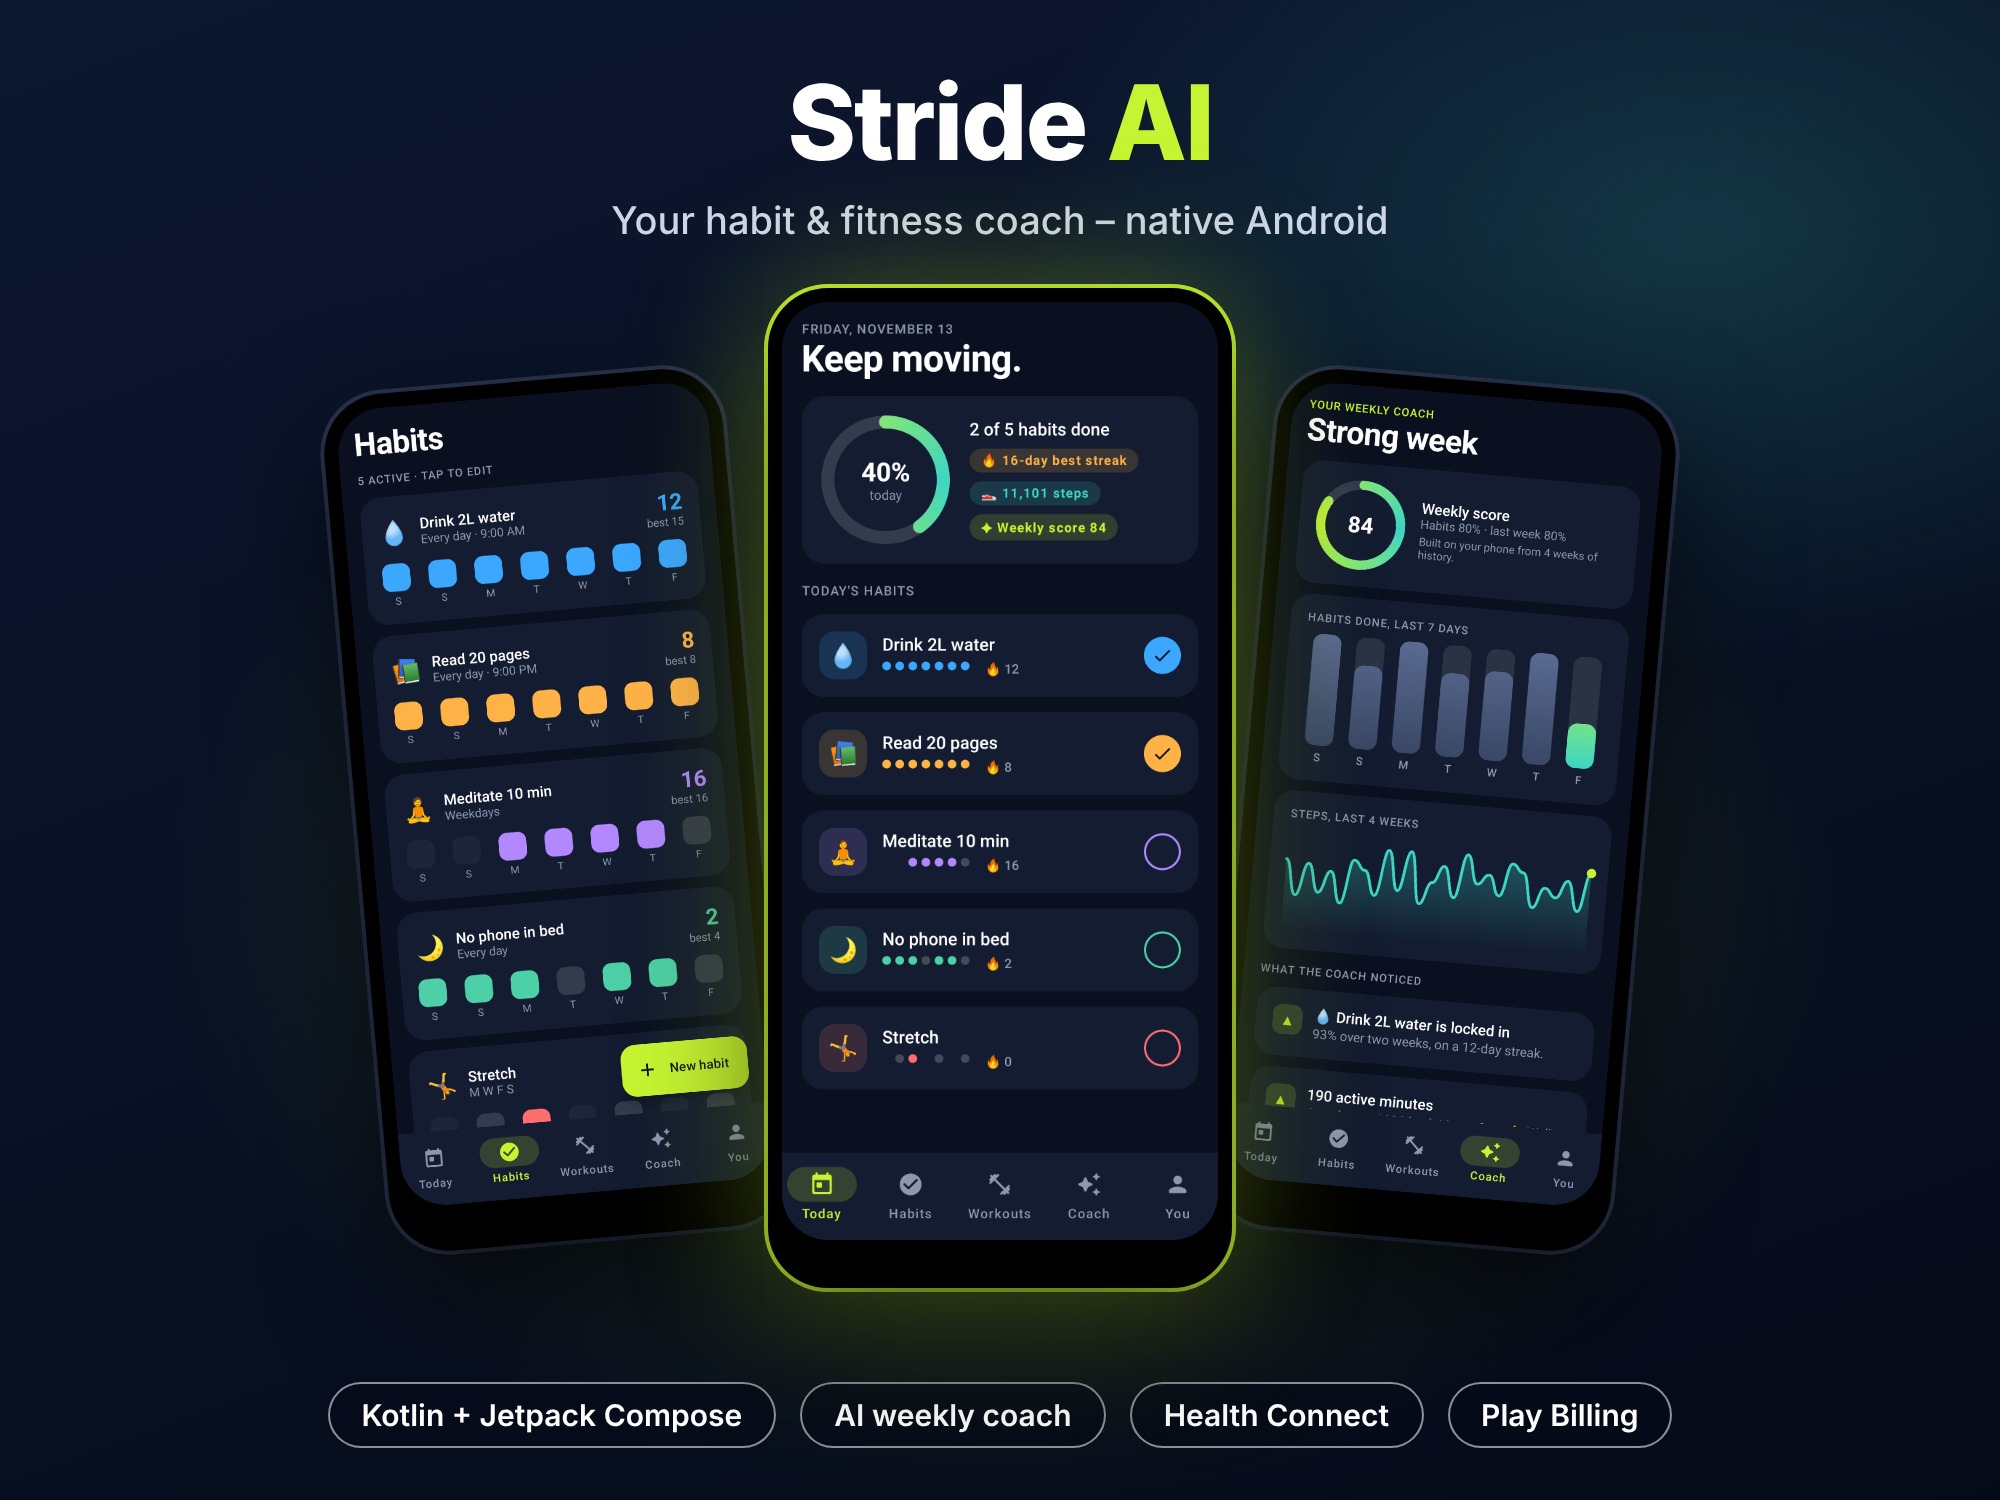 Stride AI
Your habit & fitness coach – native Android
Habits
5 ACTIVE · TAP TO EDIT
Drink 2L water
Every day · 9:00 AM
12
best 15
S S M T W T F
Read 20 pages
Every day · 9:00 PM
8
best 8
S S M T W T F
Meditate 10 min
Weekdays
16
best 16
S S M T W T F
No phone in bed
Every day
2
best 4
S S M T W T F
Stretch
M W F S
+ New habit
Today Habits Workouts Coach You
FRIDAY, NOVEMBER 13
Keep moving.
40%
today
2 of 5 habits done
16-day best streak
11,101 steps
Weekly score 84
TODAY'S HABITS
Drink 2L water
12
Read 20 pages
8
Meditate 10 min
16
No phone in bed
2
Stretch
0
Today Habits Workouts Coach You
YOUR WEEKLY COACH
Strong week
84
Weekly score
Habits 80% · last week 80%
Built on your phone from 4 weeks of
history.
HABITS DONE, LAST 7 DAYS
S S M T W T F
STEPS, LAST 4 WEEKS
WHAT THE COACH NOTICED
Drink 2L water is locked in
93% over two weeks, on a 12-day streak.
190 active minutes
Today Habits Workouts Coach You
Kotlin + Jetpack Compose
AI weekly coach
Health Connect
Play Billing